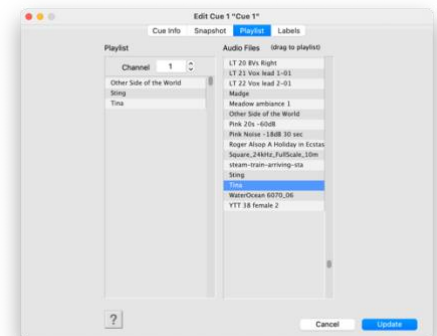 Edit Cue 1 "Cue 1"
Cue Info Snapshot Playlist Labels
Playlist
Channel 1
Other Side of the World
Sting
Tina
Audio Files (drag to playlist)
LT 20 BVs Right
LT 21 Vox lead 1-01
LT 22 Vox lead 2-01
Madge
Meadow ambiance 1
Other Side of the World
Pink 20s -60dB
Pink Noise -18dB 30 sec
Roger Alsop A Holiday in Ecstas
Square_24kHz_FullScale_10m
steam-train-arriving-sta
Sting
Tina
WaterOcean 6070_06
YTT 38 female 2
?
Cancel Update